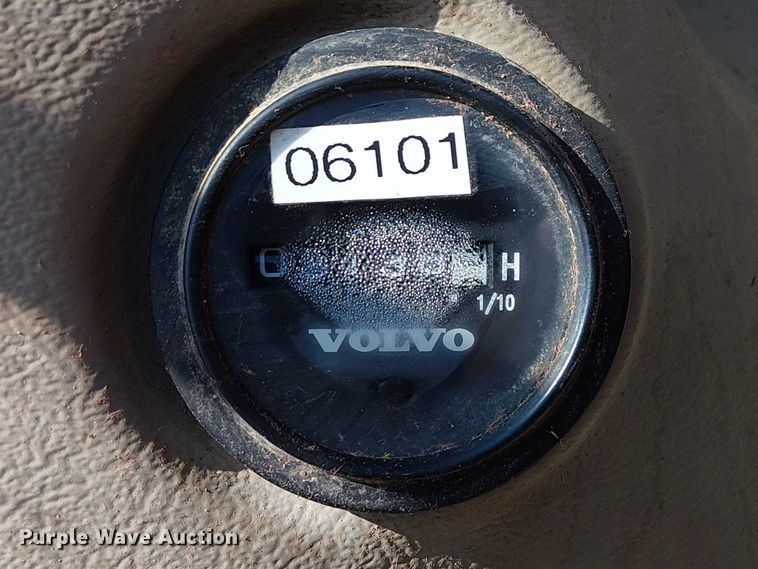 06101
H
1/10
VOLVO
Purple Wave Auction